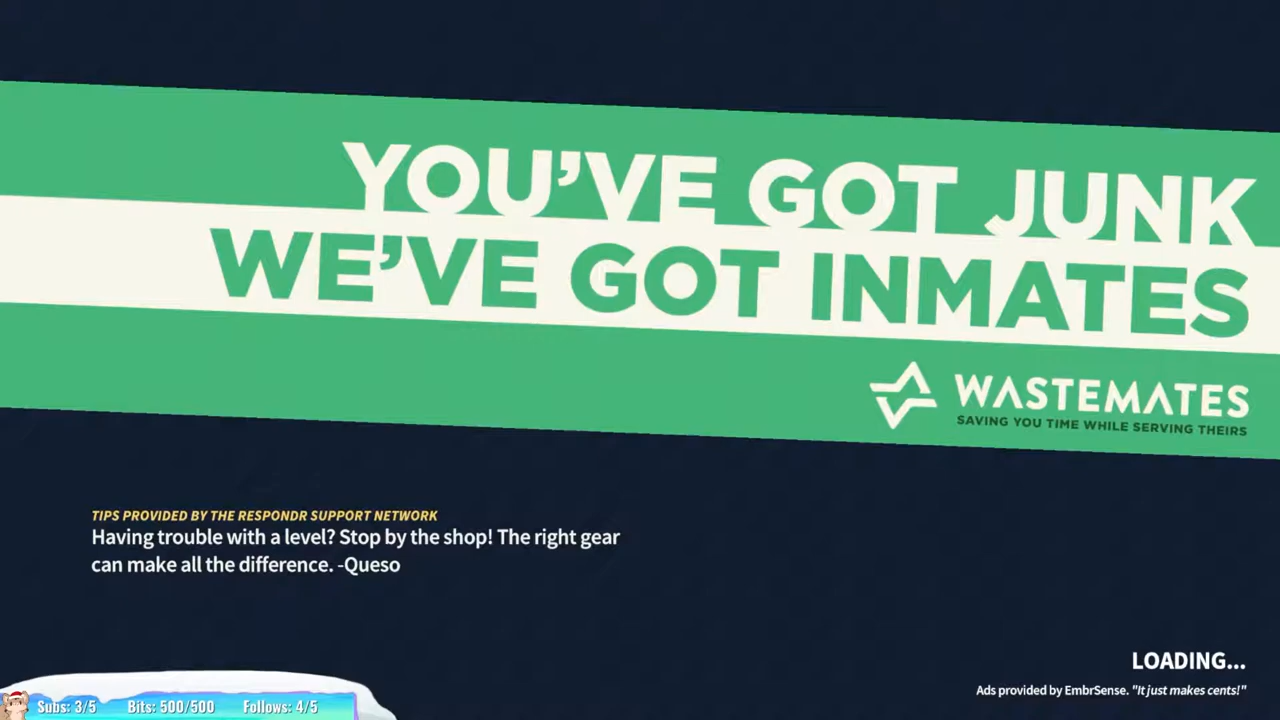 YOU’VE GOT JUNK
WE’VE GOT INMATES
WASTEMATES
SAVING YOU TIME WHILE SERVING THEIRS
TIPS PROVIDED BY THE RESPONDR SUPPORT NETWORK
Having trouble with a level? Stop by the shop! The right gear
can make all the difference. -Queso
LOADING...
Ads provided by EmbrSense. "It just makes cents!"
Subs: 3/5 Bits: 500/500 Follows: 4/5